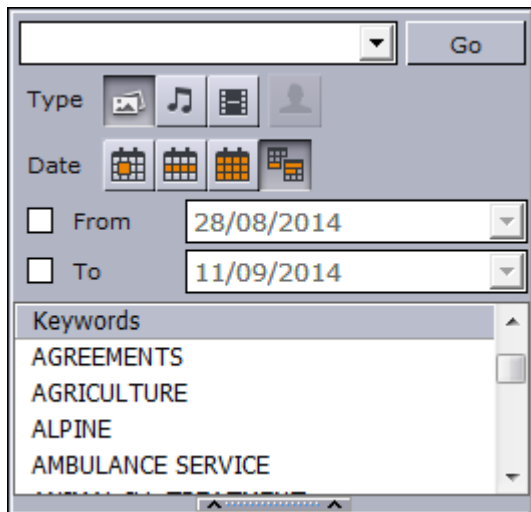 Go
Type
Date
From 28/08/2014
To 11/09/2014
Keywords
AGREEMENTS
AGRICULTURE
ALPINE
AMBULANCE SERVICE